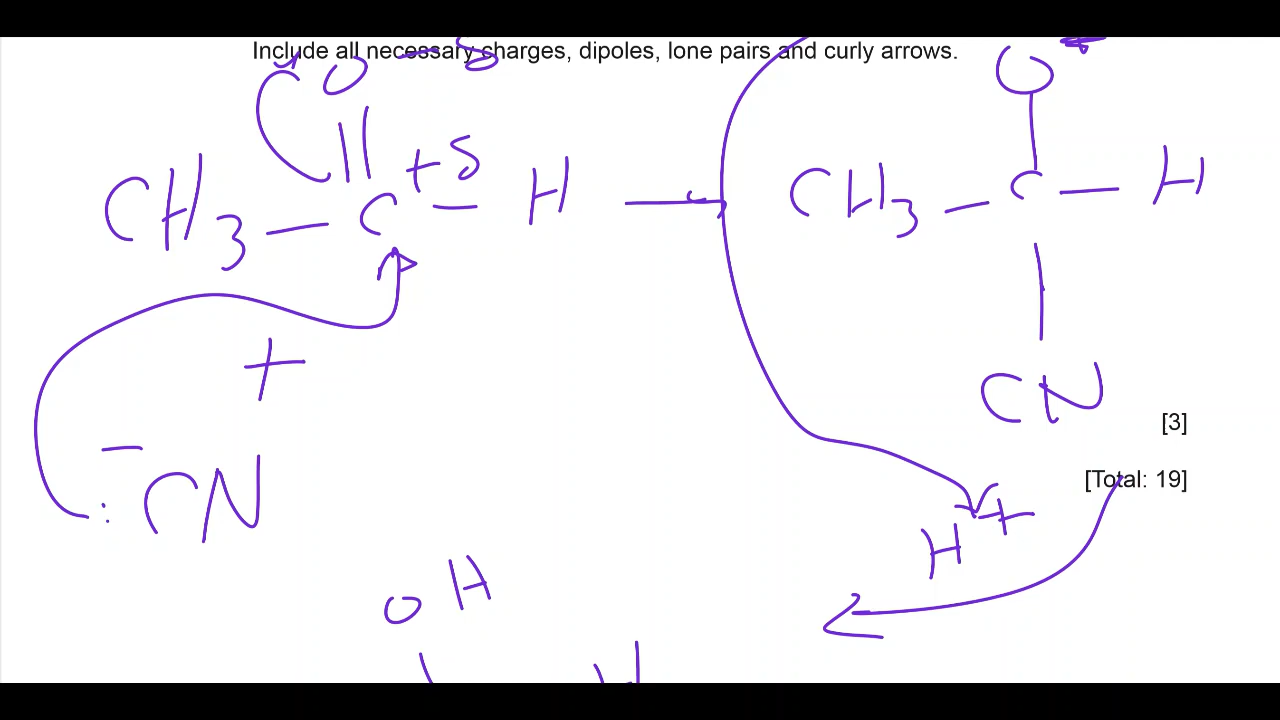 Include all necessary charges, dipoles, lone pairs and curly arrows.
O -δ O
CH3 - C - H +δ CH3 - C - H
+
CN
[3]
- :CN
[Total: 19]
H+
OH